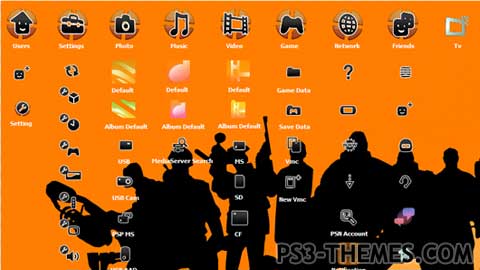 Users Settings Photo Music Video Game Network Friends Tv
Default Default Default Game Data
Setting Album Default Album Default Album Default Save Data
USB MediaServer Search MS Vmc
USB Cam SD New Vmc
PSP MS CF PSN Account
PS3-THEMES.COM